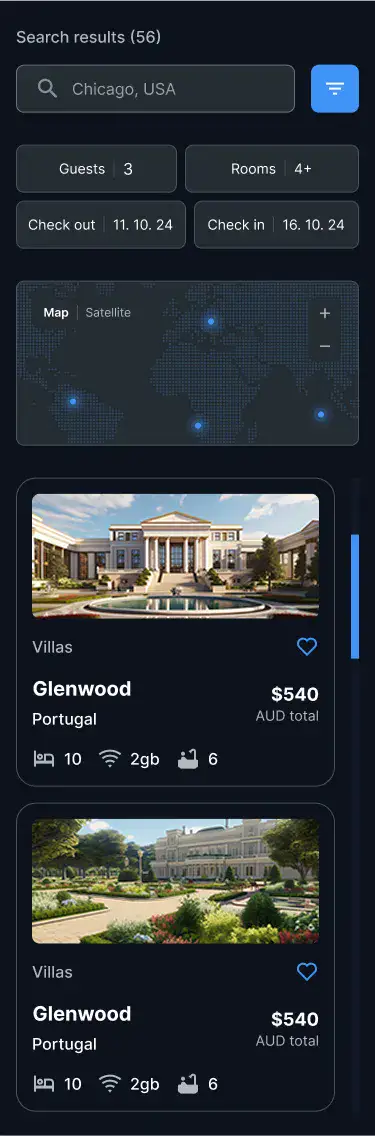 Search results (56)
Chicago, USA
Guests 3
Rooms 4+
Check out 11. 10. 24
Check in 16. 10. 24
Map Satellite
+
−
Villas
Glenwood
$540
Portugal
AUD total
10 2gb 6
Villas
Glenwood
$540
Portugal
AUD total
10 2gb 6